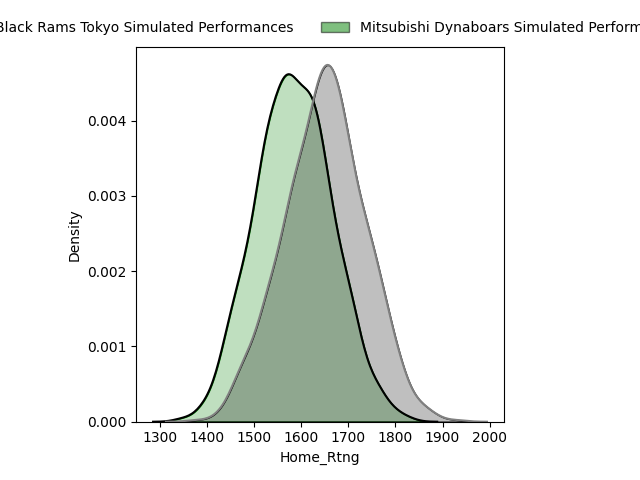 Black Rams Tokyo Simulated Performances Mitsubishi Dynaboars Simulated Perform
0.004
0.003
0.002
0.001
0.000
Density
1300 1400 1500 1600 1700 1800 1900 2000
Home_Rtng